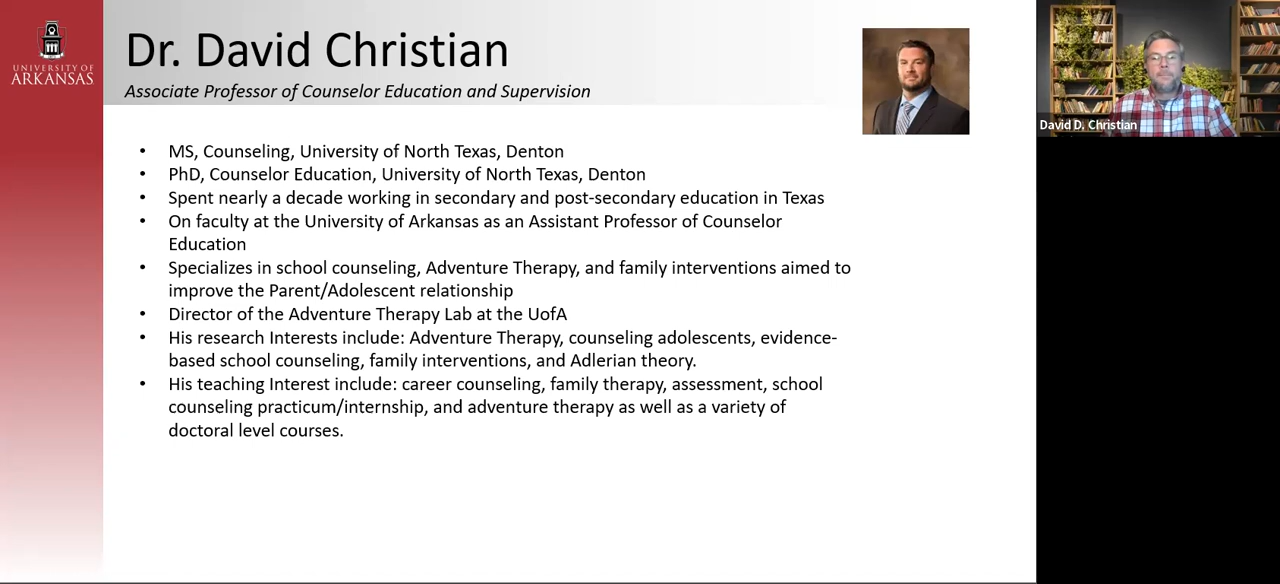 UNIVERSITY OF
ARKANSAS
Dr. David Christian
Associate Professor of Counselor Education and Supervision
• MS, Counseling, University of North Texas, Denton
• PhD, Counselor Education, University of North Texas, Denton
• Spent nearly a decade working in secondary and post-secondary education in Texas
• On faculty at the University of Arkansas as an Assistant Professor of Counselor
Education
• Specializes in school counseling, Adventure Therapy, and family interventions aimed to
improve the Parent/Adolescent relationship
• Director of the Adventure Therapy Lab at the UofA
• His research Interests include: Adventure Therapy, counseling adolescents, evidence-
based school counseling, family interventions, and Adlerian theory.
• His teaching Interest include: career counseling, family therapy, assessment, school
counseling practicum/internship, and adventure therapy as well as a variety of
doctoral level courses.
David D. Christian